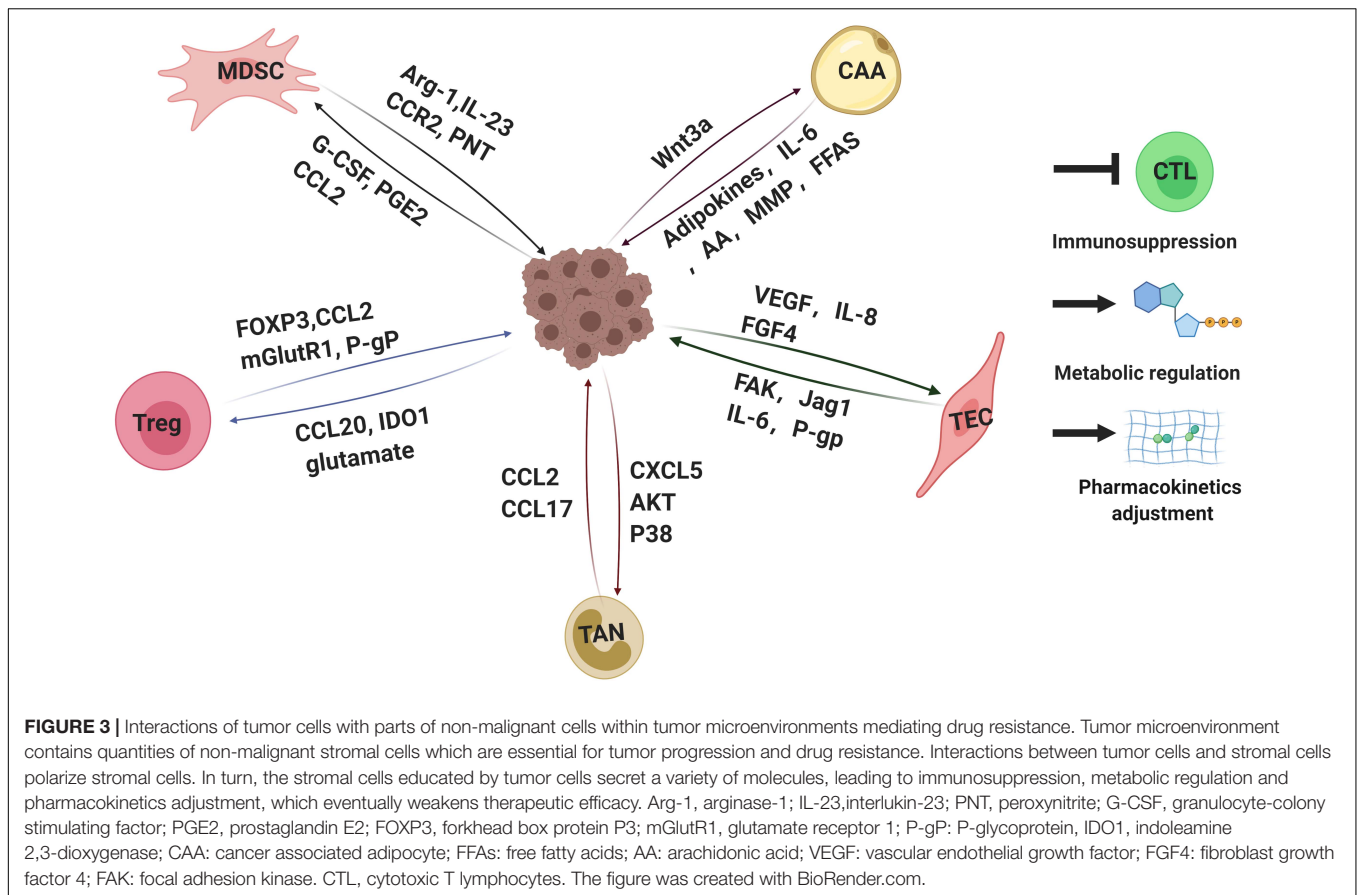 MDSC
Arg-1,IL-23
CCR2, PNT
G-CSF, PGE2
CCL2
CAA
Wnt3a
Adipokines, IL-6
, AA, MMP, FFAS
CTL
Immunosuppression
P P P
Metabolic regulation
Pharmacokinetics
adjustment
VEGF, IL-8
FGF4
FAK, Jag1
IL-6, P-gp
TEC
FOXP3,CCL2
mGlutR1, P-gP
Treg
CCL20, IDO1
glutamate
CCL2
CCL17
CXCL5
AKT
P38
TAN
FIGURE 3 | Interactions of tumor cells with parts of non-malignant cells within tumor microenvironments mediating drug resistance. Tumor microenvironment
contains quantities of non-malignant stromal cells which are essential for tumor progression and drug resistance. Interactions between tumor cells and stromal cells
polarize stromal cells. In turn, the stromal cells educated by tumor cells secret a variety of molecules, leading to immunosuppression, metabolic regulation and
pharmacokinetics adjustment, which eventually weakens therapeutic efficacy. Arg-1, arginase-1; IL-23,interlukin-23; PNT, peroxynitrite; G-CSF, granulocyte-colony
stimulating factor; PGE2, prostaglandin E2; FOXP3, forkhead box protein P3; mGlutR1, glutamate receptor 1; P-gP: P-glycoprotein, IDO1, indoleamine
2,3-dioxygenase; CAA: cancer associated adipocyte; FFAs: free fatty acids; AA: arachidonic acid; VEGF: vascular endothelial growth factor; FGF4: fibroblast growth
factor 4; FAK: focal adhesion kinase. CTL, cytotoxic T lymphocytes. The figure was created with BioRender.com.